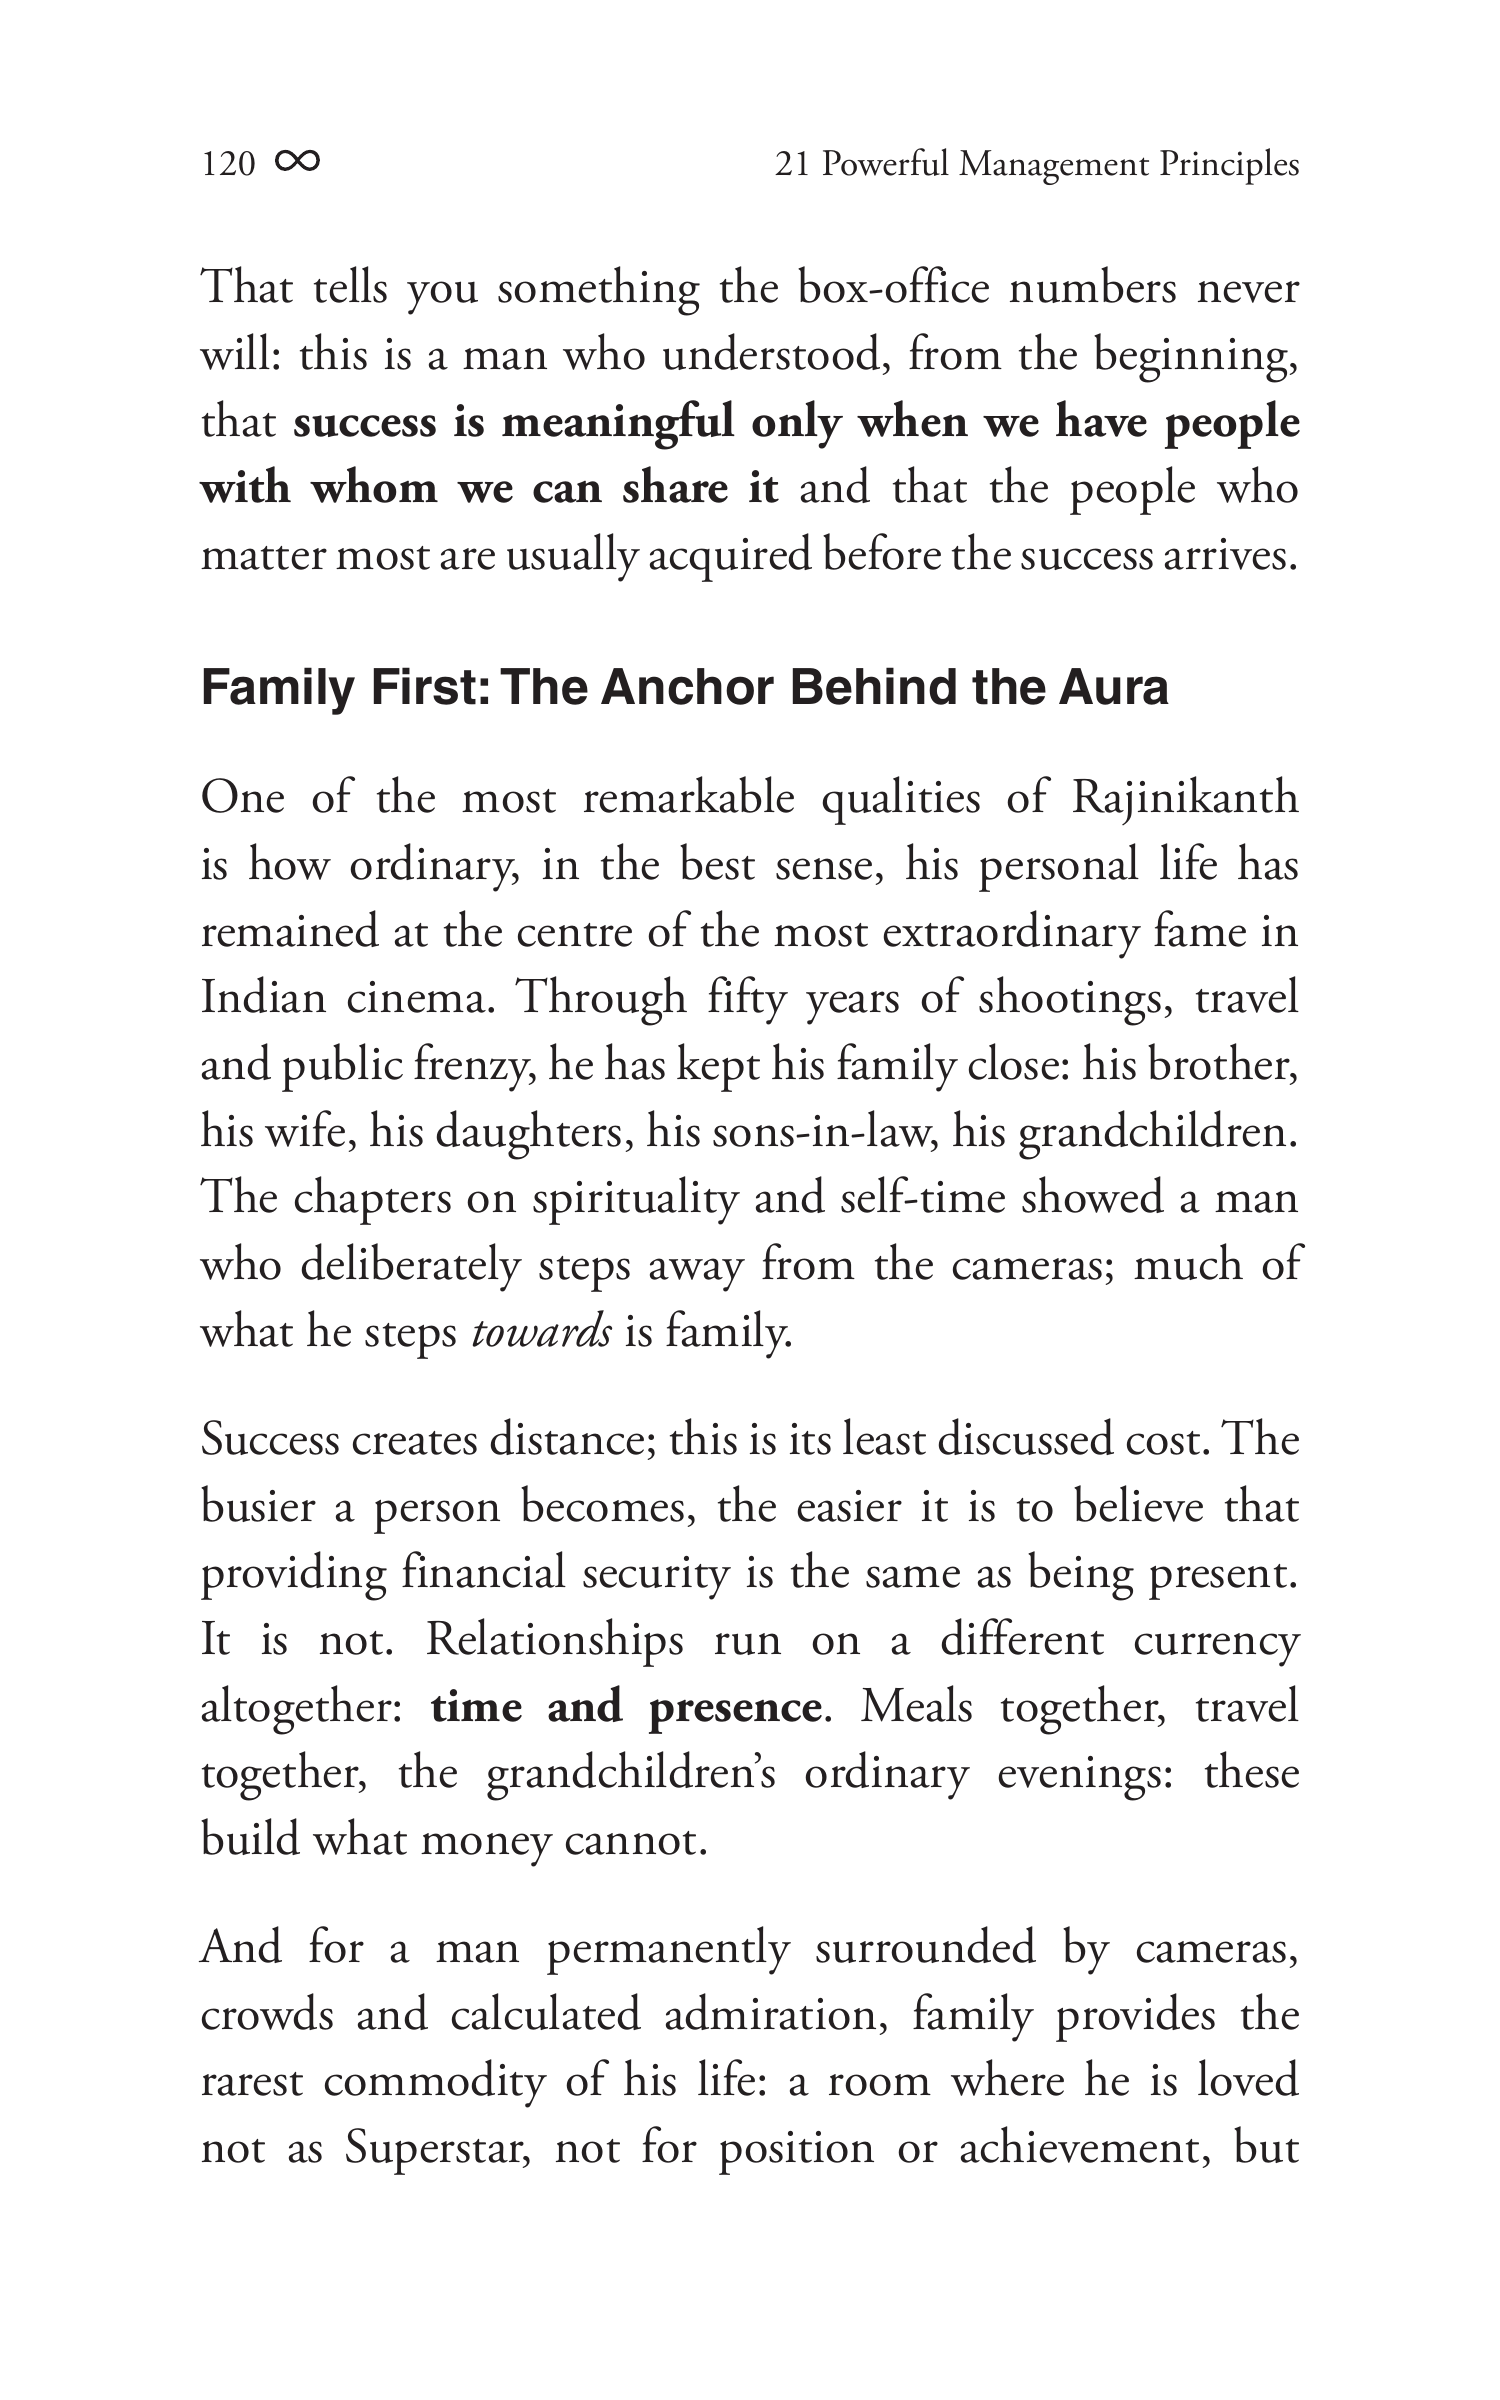 120 ∞ 21 Powerful Management Principles
That tells you something the box-office numbers never
will: this is a man who understood, from the beginning,
that success is meaningful only when we have people
with whom we can share it and that the people who
matter most are usually acquired before the success arrives.
Family First: The Anchor Behind the Aura
One of the most remarkable qualities of Rajinikanth
is how ordinary, in the best sense, his personal life has
remained at the centre of the most extraordinary fame in
Indian cinema. Through fifty years of shootings, travel
and public frenzy, he has kept his family close: his brother,
his wife, his daughters, his sons-in-law, his grandchildren.
The chapters on spirituality and self-time showed a man
who deliberately steps away from the cameras; much of
what he steps towards is family.
Success creates distance; this is its least discussed cost. The
busier a person becomes, the easier it is to believe that
providing financial security is the same as being present.
It is not. Relationships run on a different currency
altogether: time and presence. Meals together, travel
together, the grandchildren’s ordinary evenings: these
build what money cannot.
And for a man permanently surrounded by cameras,
crowds and calculated admiration, family provides the
rarest commodity of his life: a room where he is loved
not as Superstar, not for position or achievement, but